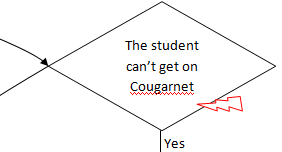 The student
can't get on
Cougarnet
Yes